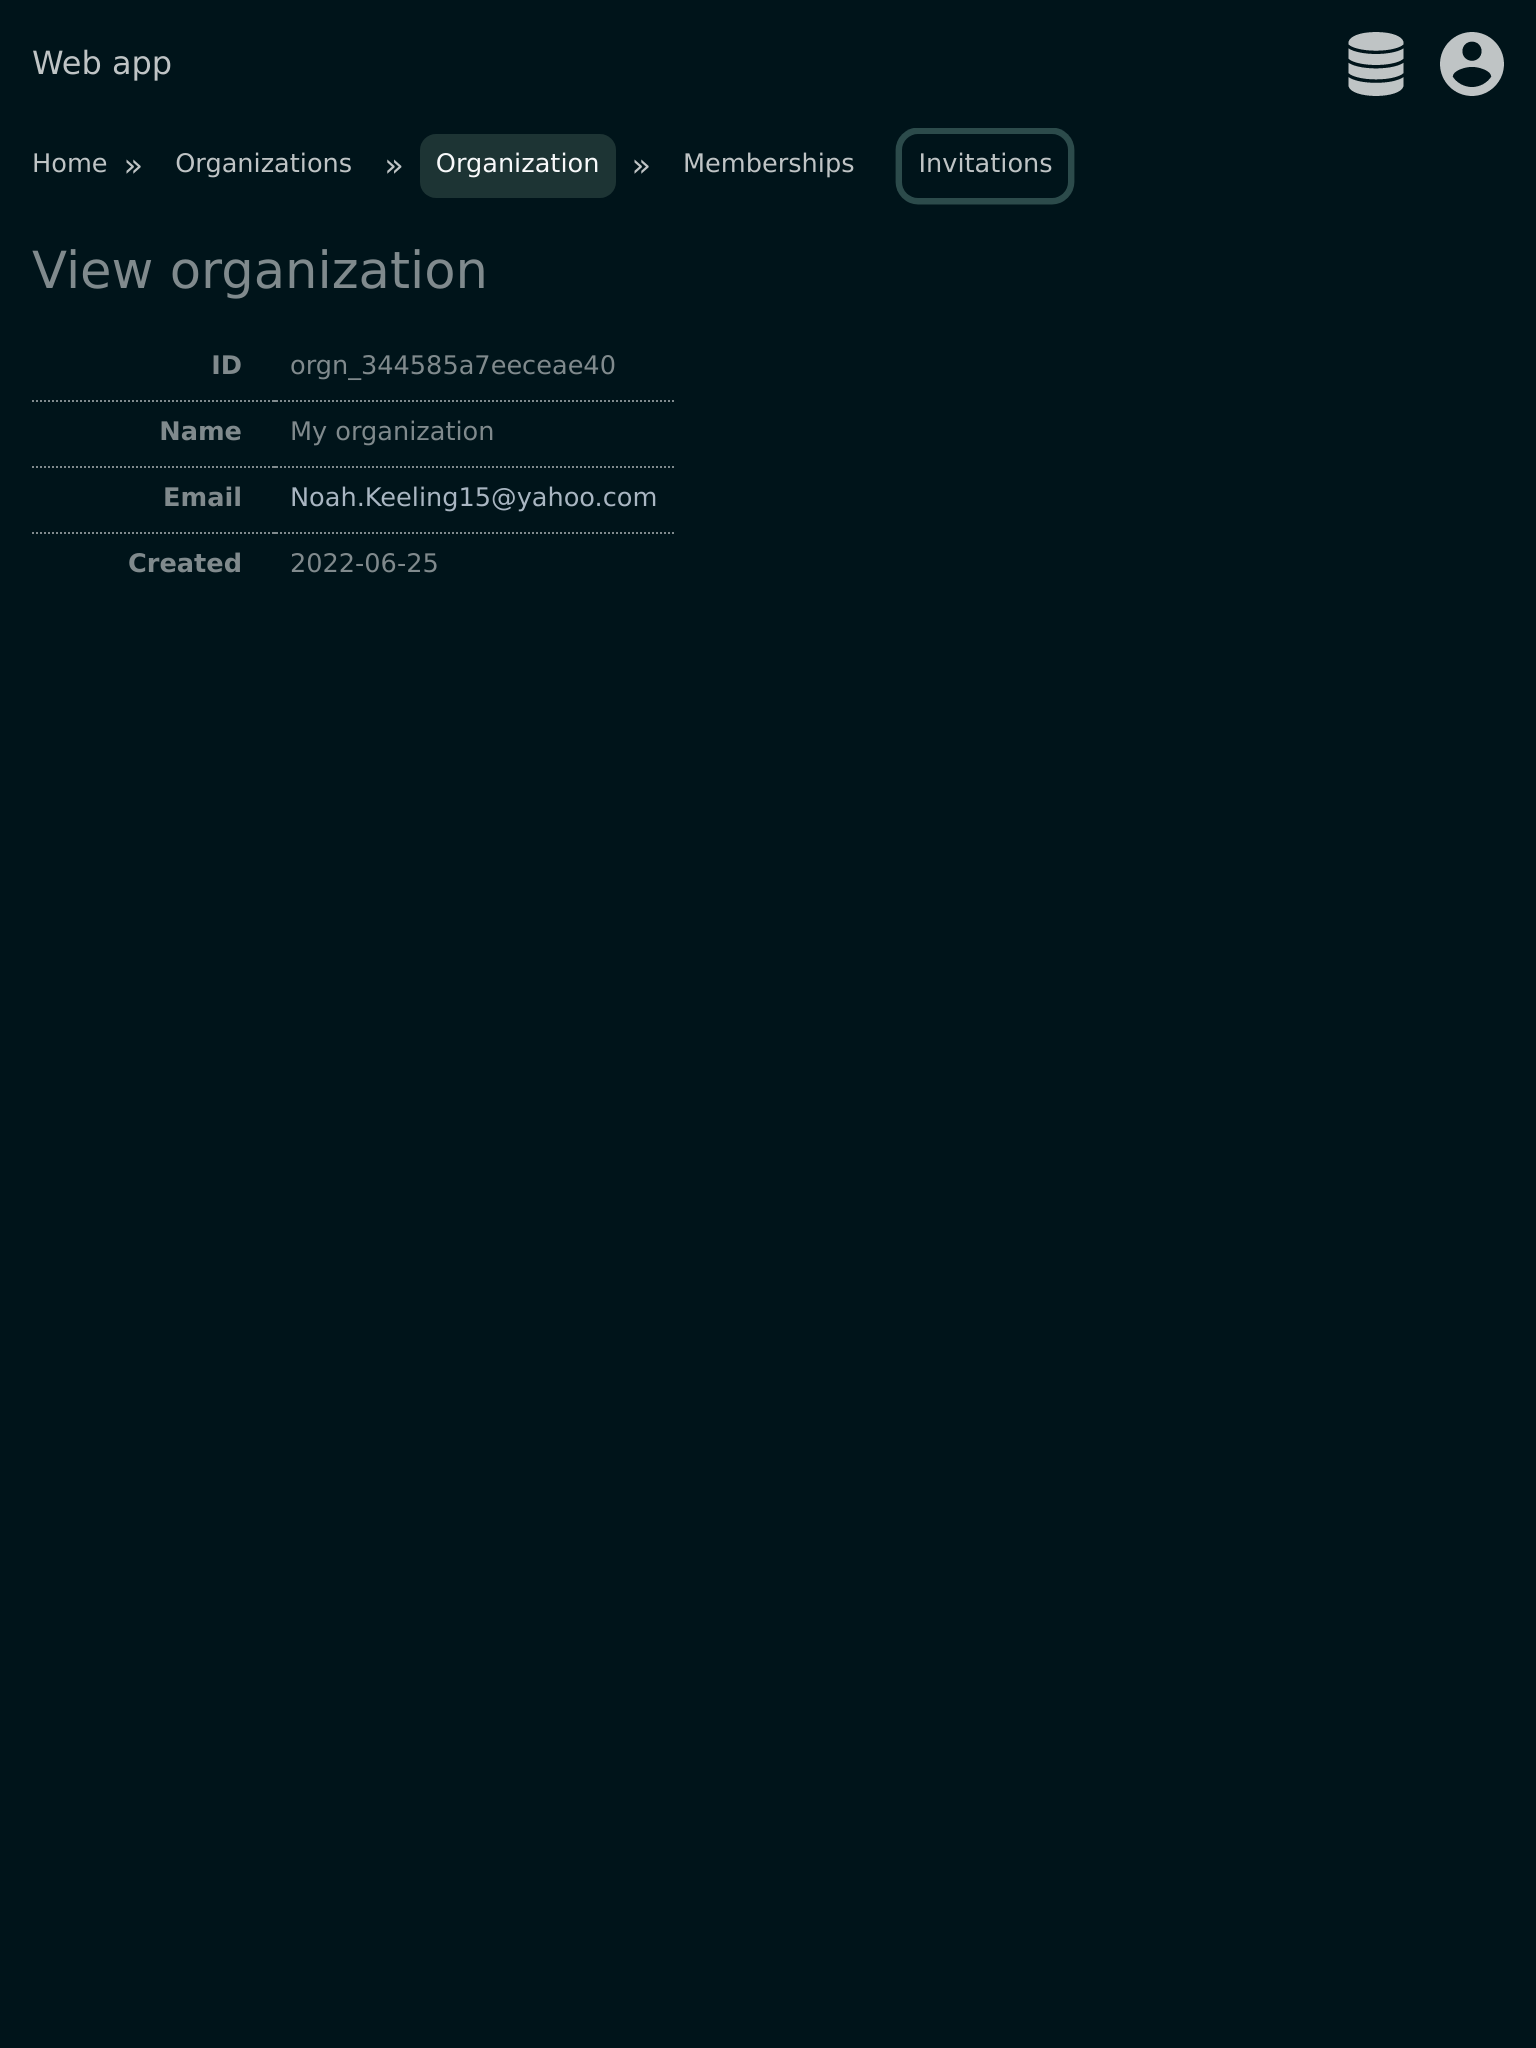 Web app
Home » Organizations » Organization » Memberships Invitations
View organization
ID orgn_344585a7eeceae40
Name My organization
Email Noah.Keeling15@yahoo.com
Created 2022-06-25